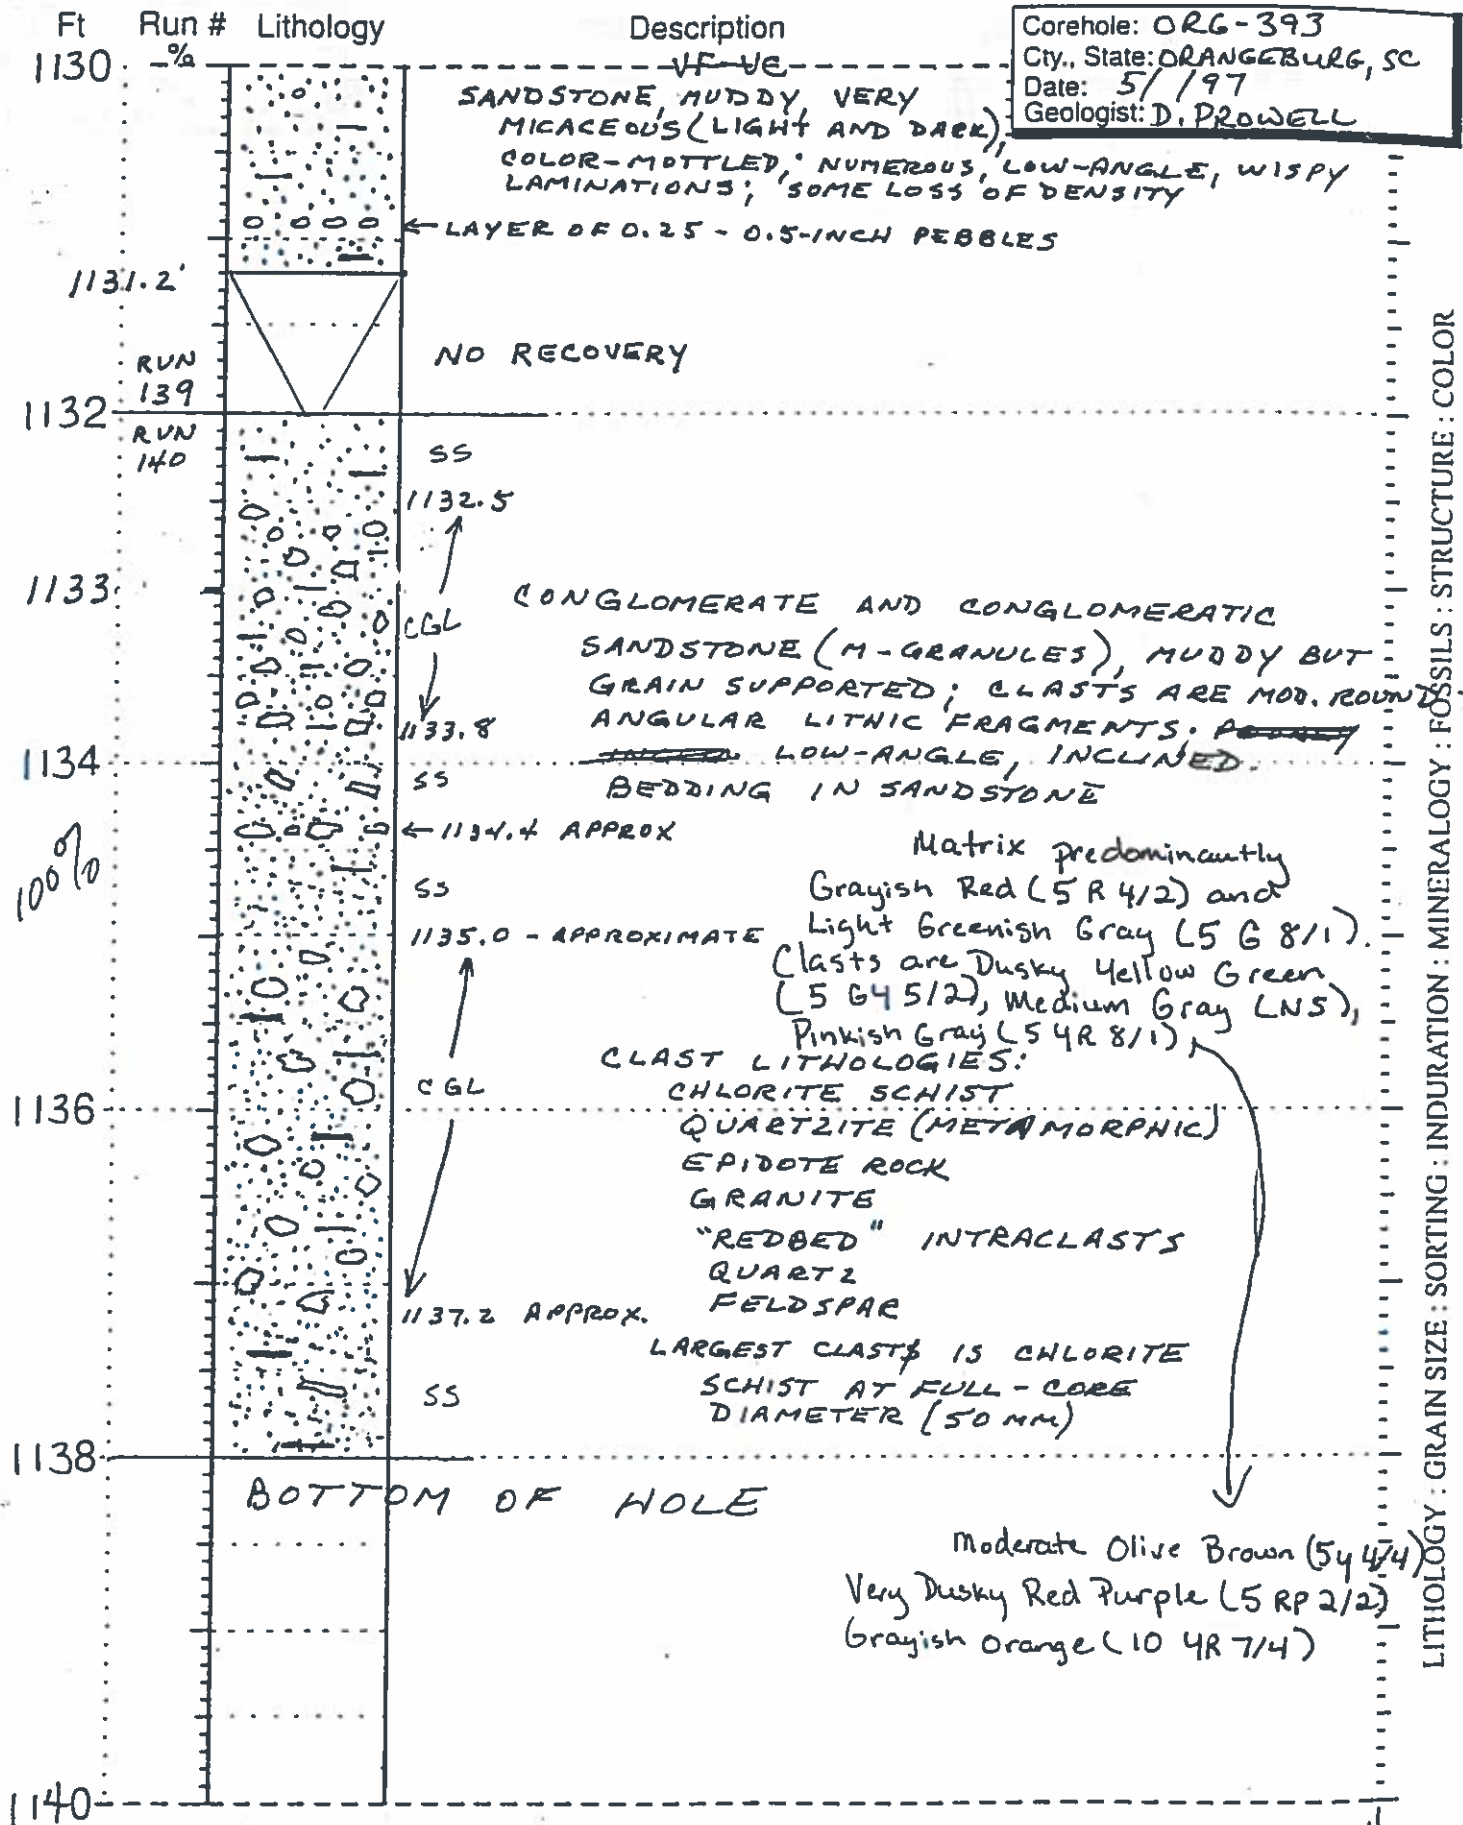 Ft Run # Lithology Description
-%
Corehole: ORG-393
Cty., State: ORANGEBURG, SC
Date: 5/ /97
Geologist: D. PROWELL
1130
VF-VC
SANDSTONE, MUDDY, VERY
MICACEOUS (LIGHT AND DARK),
COLOR-MOTTLED; NUMEROUS, LOW-ANGLE, WISPY
LAMINATIONS; SOME LOSS OF DENSITY
←LAYER OF 0.25 - 0.5-INCH PEBBLES
1131.2'
NO RECOVERY
RUN
139
1132
RUN
140
SS
1132.5
1133
CGL
CONGLOMERATE AND CONGLOMERATIC
SANDSTONE (M-GRANULES), MUDDY BUT
GRAIN SUPPORTED; CLASTS ARE MOD. ROUND-
ANGULAR LITHIC FRAGMENTS.
LOW-ANGLE, INCLINED
BEDDING IN SANDSTONE
1133.8
1134
SS
←1134.4 APPROX
100%
SS
1135.0 - APPROXIMATE
Matrix predominantly
Grayish Red (5 R 4/2) and
Light Greenish Gray (5 G 8/1).
Clasts are Dusky Yellow Green
(5 GY 5/2), Medium Gray (N5),
Pinkish Gray (5 YR 8/1),
CLAST LITHOLOGIES:
CHLORITE SCHIST
QUARTZITE (METAMORPHIC)
EPIDOTE ROCK
GRANITE
"REDBED" INTRACLASTS
QUARTZ
FELDSPAR
CGL
1136
1137.2 APPROX.
LARGEST CLAST IS CHLORITE
SCHIST AT FULL-CORE
DIAMETER (50 MM)
SS
1138
BOTTOM OF HOLE
Moderate Olive Brown (5y 4/4)
Very Dusky Red Purple (5 RP 2/2)
Grayish Orange (10 YR 7/4)
1140
LITHOLOGY : GRAIN SIZE : SORTING : INDURATION : MINERALOGY : FOSSILS : STRUCTURE : COLOR